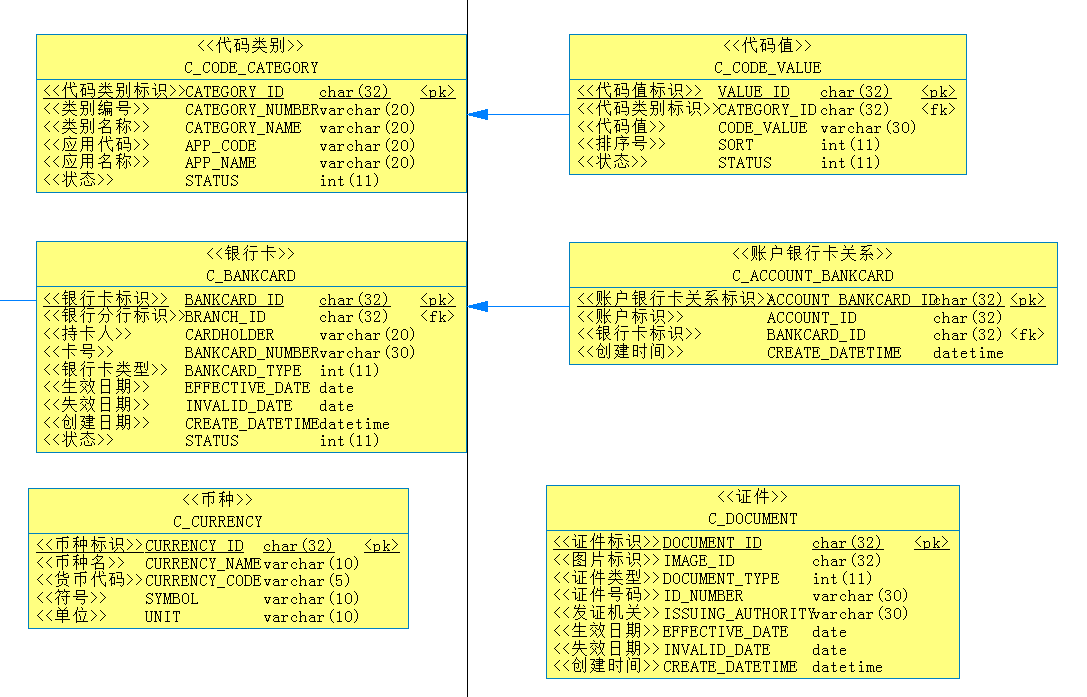 <<代码类别>>
C_CODE_CATEGORY
<<代码类别标识>> CATEGORY_ID char(32) <pk>
<<类别编号>> CATEGORY_NUMBER varchar(20)
<<类别名称>> CATEGORY_NAME varchar(20)
<<应用代码>> APP_CODE varchar(20)
<<应用名称>> APP_NAME varchar(20)
<<状态>> STATUS int(11)
<<代码值>>
C_CODE_VALUE
<<代码值标识>> VALUE_ID char(32) <pk>
<<代码类别标识>> CATEGORY_ID char(32) <fk>
<<代码值>> CODE_VALUE varchar(30)
<<排序号>> SORT int(11)
<<状态>> STATUS int(11)
<<银行卡>>
C_BANKCARD
<<银行卡标识>> BANKCARD_ID char(32) <pk>
<<银行分行标识>> BRANCH_ID char(32) <fk>
<<持卡人>> CARDHOLDER varchar(20)
<<卡号>> BANKCARD_NUMBER varchar(30)
<<银行卡类型>> BANKCARD_TYPE int(11)
<<生效日期>> EFFECTIVE_DATE date
<<失效日期>> INVALID_DATE date
<<创建日期>> CREATE_DATETIME datetime
<<状态>> STATUS int(11)
<<账户银行卡关系>>
C_ACCOUNT_BANKCARD
<<账户银行卡关系标识>> ACCOUNT_BANKCARD_ID char(32) <pk>
<<账户标识>> ACCOUNT_ID char(32)
<<银行卡标识>> BANKCARD_ID char(32) <fk>
<<创建时间>> CREATE_DATETIME datetime
<<币种>>
C_CURRENCY
<<币种标识>> CURRENCY_ID char(32) <pk>
<<币种名>> CURRENCY_NAME varchar(10)
<<货币代码>> CURRENCY_CODE varchar(5)
<<符号>> SYMBOL varchar(10)
<<单位>> UNIT varchar(10)
<<证件>>
C_DOCUMENT
<<证件标识>> DOCUMENT_ID char(32) <pk>
<<图片标识>> IMAGE_ID char(32)
<<证件类型>> DOCUMENT_TYPE int(11)
<<证件号码>> ID_NUMBER varchar(30)
<<发证机关>> ISSUING_AUTHORITY varchar(30)
<<生效日期>> EFFECTIVE_DATE date
<<失效日期>> INVALID_DATE date
<<创建时间>> CREATE_DATETIME datetime